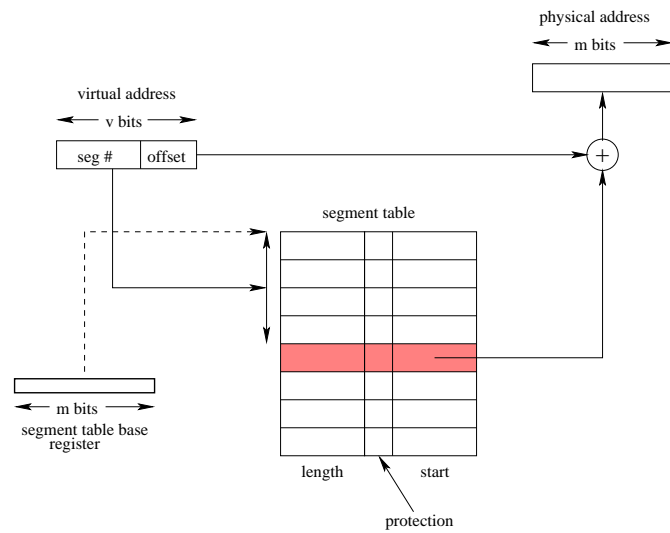 physical address
m bits
virtual address
v bits
seg #
offset
+
segment table
m bits
segment table base
register
length
start
protection